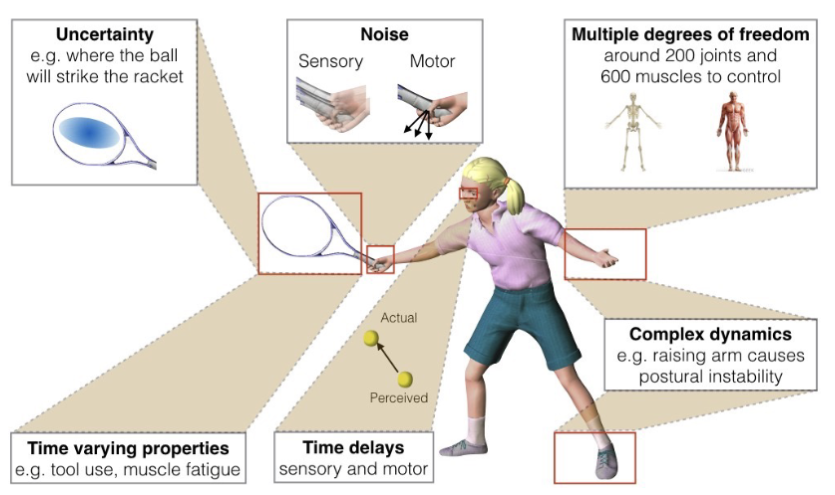 Uncertainty
e.g. where the ball
will strike the racket
Noise
Sensory Motor
Multiple degrees of freedom
around 200 joints and
600 muscles to control
Actual
Perceived
Complex dynamics
e.g. raising arm causes
postural instability
Time varying properties
e.g. tool use, muscle fatigue
Time delays
sensory and motor